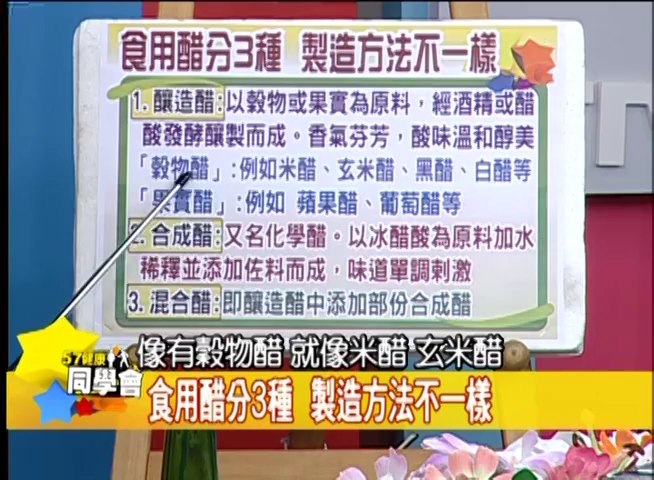 食用醋分3種 製造方法不一樣
1. 釀造醋:以穀物或果實為原料，經酒精或醋
酸發酵釀製而成。香氣芬芳，酸味溫和醇美
「穀物醋」:例如米醋、玄米醋、黑醋、白醋等
「果實醋」:例如 蘋果醋、葡萄醋等
2. 合成醋:又名化學醋。以冰醋酸為原料加水
稀釋並添加佐料而成，味道單調刺激
3. 混合醋:即釀造醋中添加部份合成醋
像有穀物醋 就像米醋 玄米醋
57健康
同學會
食用醋分3種 製造方法不一樣